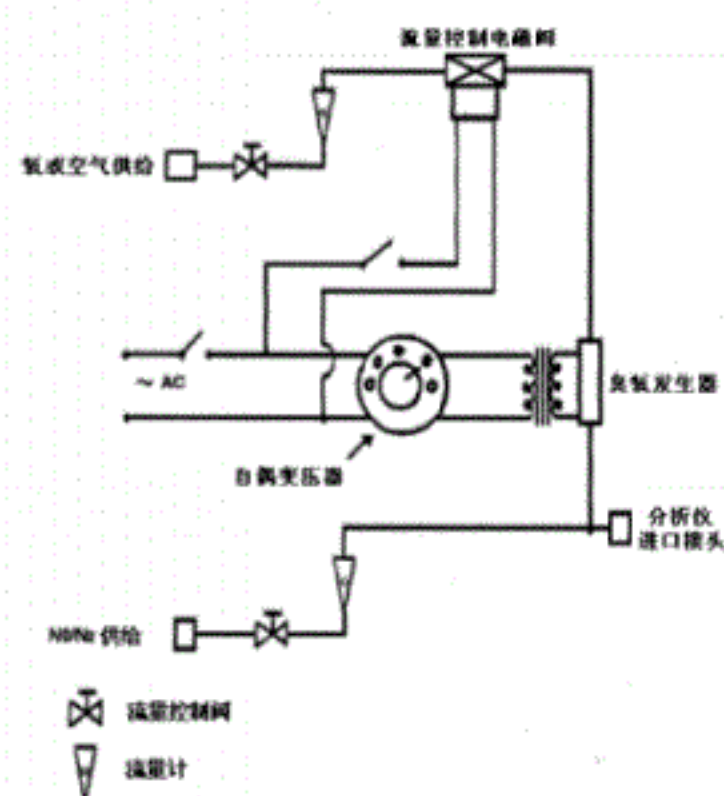 流量控制电磁阀
氧或空气供给
~ AC
臭氧发生器
自偶变压器
分析仪
进口接头
NO/N₂ 供给
流量控制阀
流量计